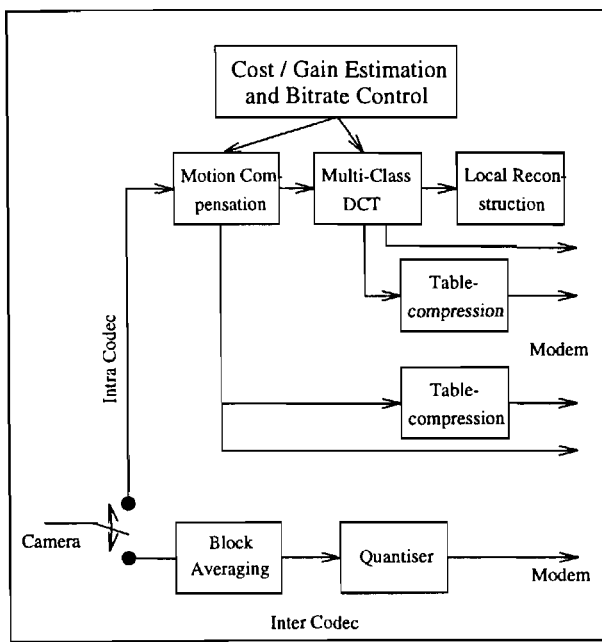 Cost / Gain Estimation
and Bitrate Control
Motion Com-
pensation
Multi-Class
DCT
Local Recon-
struction
Table-
compression
Modem
Intra Codec
Table-
compression
Camera
Block
Averaging
Quantiser
Modem
Inter Codec